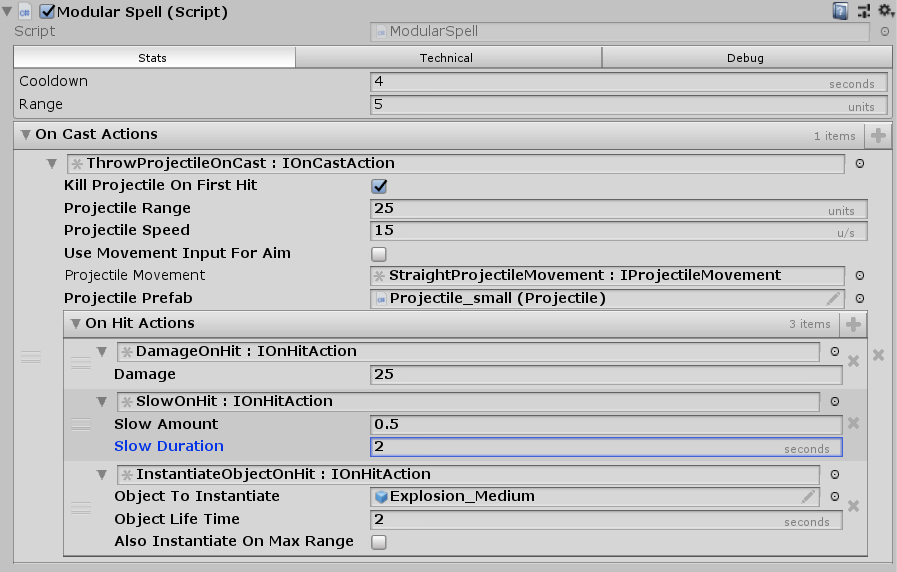 Modular Spell (Script)
Script ModularSpell
Stats Technical Debug
Cooldown 4 seconds
Range 5 units
On Cast Actions 1 items
ThrowProjectileOnCast : IOnCastAction
Kill Projectile On First Hit
Projectile Range 25 units
Projectile Speed 15 u/s
Use Movement Input For Aim
Projectile Movement StraightProjectileMovement : IProjectileMovement
Projectile Prefab Projectile_small (Projectile)
On Hit Actions 3 items
DamageOnHit : IOnHitAction
Damage 25
SlowOnHit : IOnHitAction
Slow Amount 0.5
Slow Duration 2 seconds
InstantiateObjectOnHit : IOnHitAction
Object To Instantiate Explosion_Medium
Object Life Time 2 seconds
Also Instantiate On Max Range